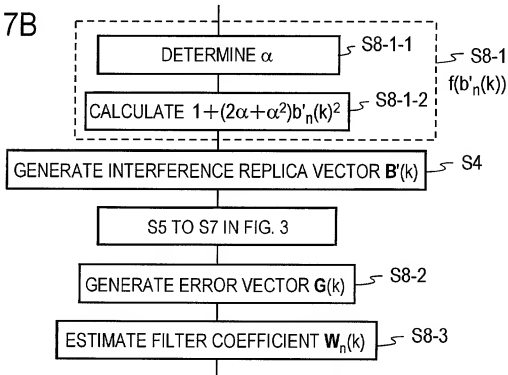 7B
DETERMINE α
S8-1-1
S8-1
f(b'ₙ(k))
CALCULATE 1+(2α+α²)b'ₙ(k)²
S8-1-2
GENERATE INTERFERENCE REPLICA VECTOR B'(k)
S4
S5 TO S7 IN FIG. 3
GENERATE ERROR VECTOR G(k)
S8-2
ESTIMATE FILTER COEFFICIENT Wₙ(k)
S8-3